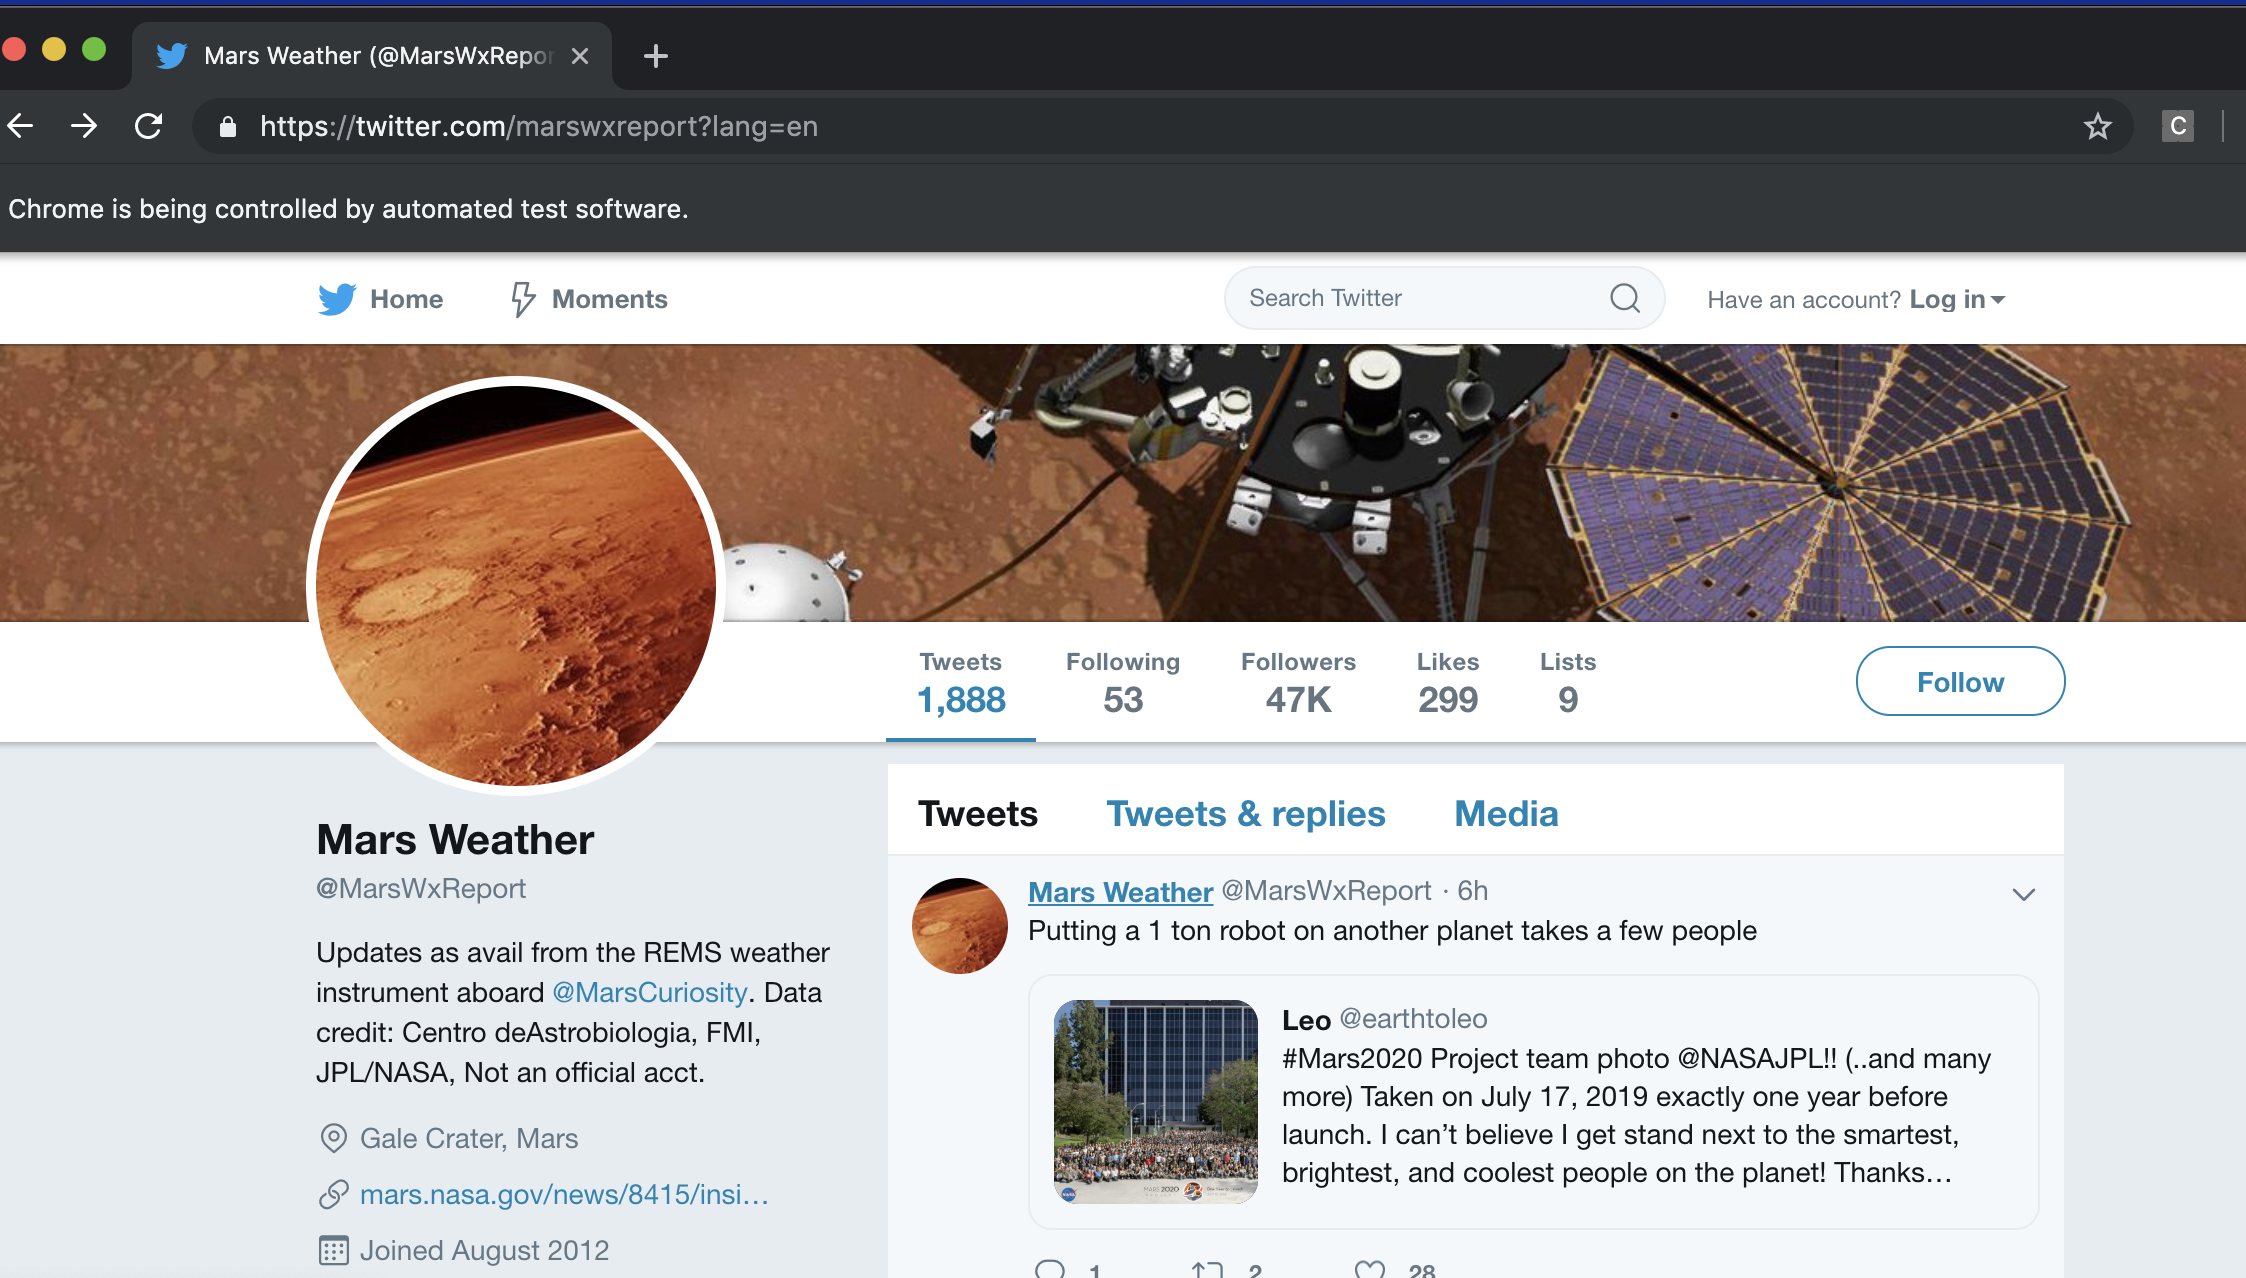 Mars Weather (@MarsWxRepor
https://twitter.com/marswxreport?lang=en
C
Chrome is being controlled by automated test software.
Home
Moments
Search Twitter
Have an account? Log in
Tweets
1,888
Following
53
Followers
47K
Likes
299
Lists
9
Follow
Mars Weather
@MarsWxReport
Updates as avail from the REMS weather
instrument aboard @MarsCuriosity. Data
credit: Centro deAstrobiologia, FMI,
JPL/NASA, Not an official acct.
Gale Crater, Mars
mars.nasa.gov/news/8415/insi…
Joined August 2012
Tweets
Tweets & replies
Media
Mars Weather @MarsWxReport · 6h
Putting a 1 ton robot on another planet takes a few people
Leo @earthtoleo
#Mars2020 Project team photo @NASAJPL!! (..and many
more) Taken on July 17, 2019 exactly one year before
launch. I can’t believe I get stand next to the smartest,
brightest, and coolest people on the planet! Thanks…
MARS 2020
1
2
28